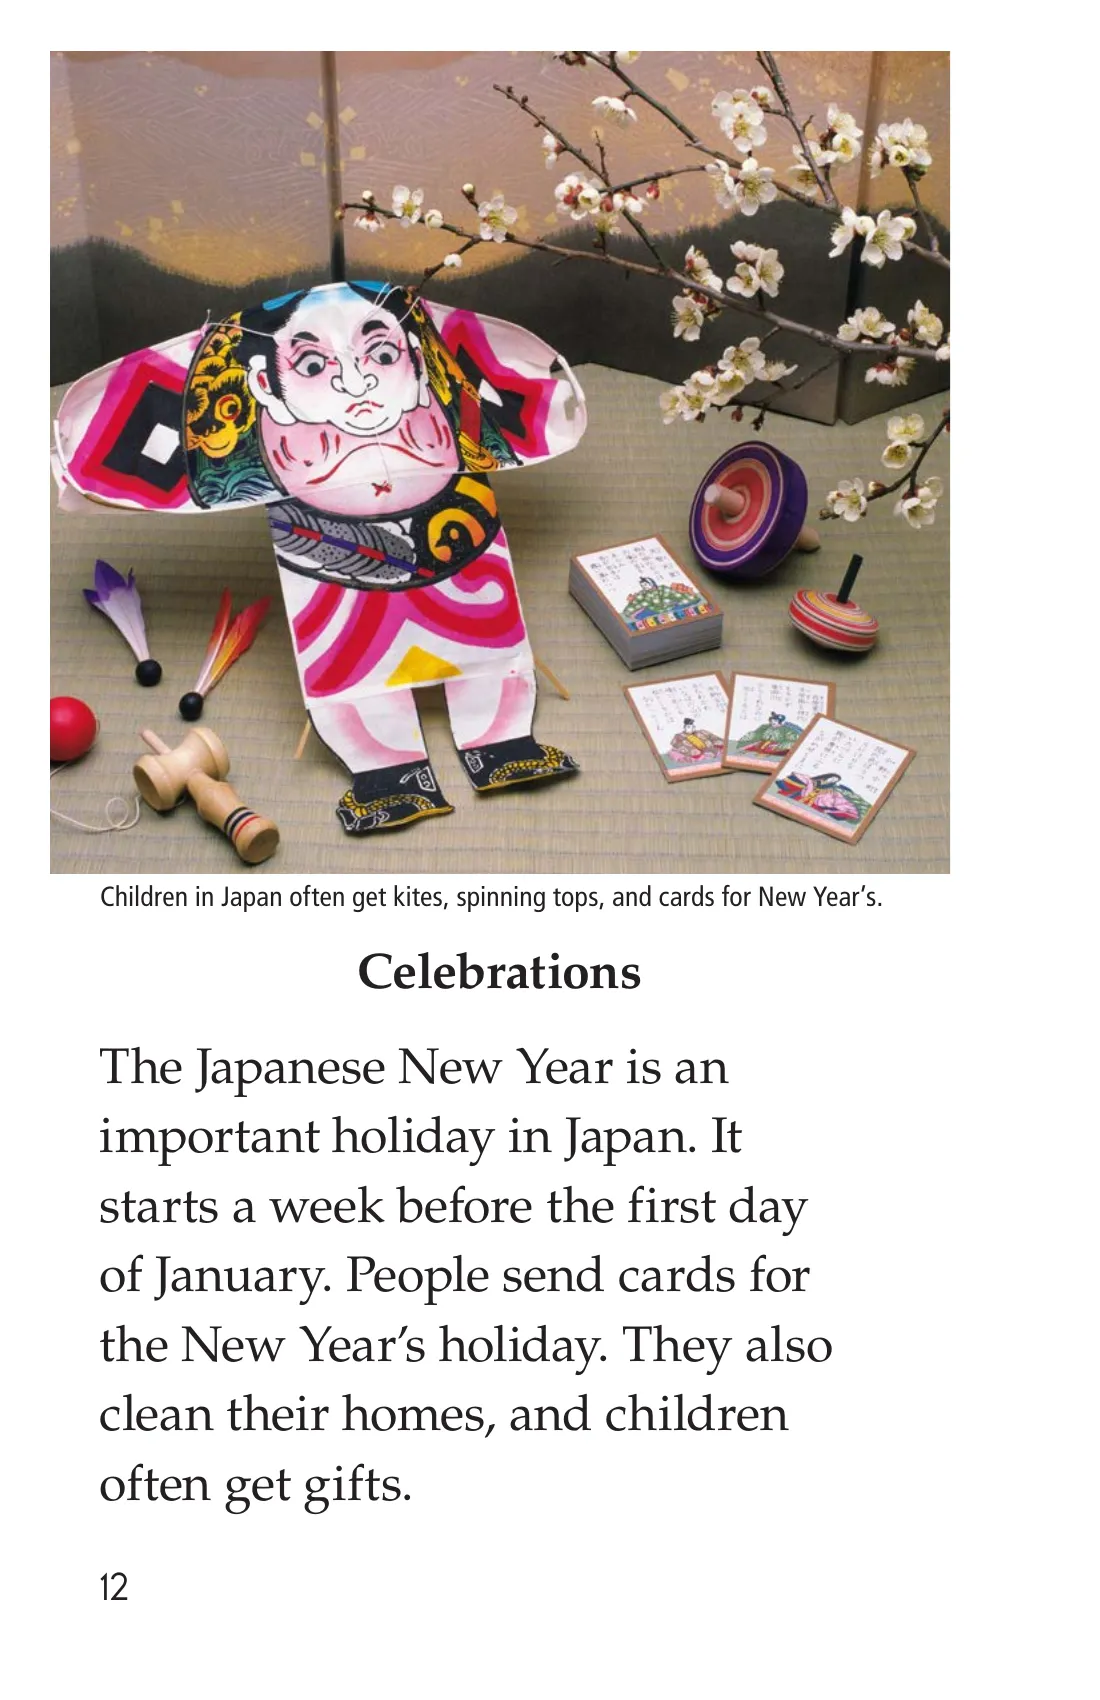 Children in Japan often get kites, spinning tops, and cards for New Year’s.
Celebrations
The Japanese New Year is an
important holiday in Japan. It
starts a week before the first day
of January. People send cards for
the New Year’s holiday. They also
clean their homes, and children
often get gifts.
12